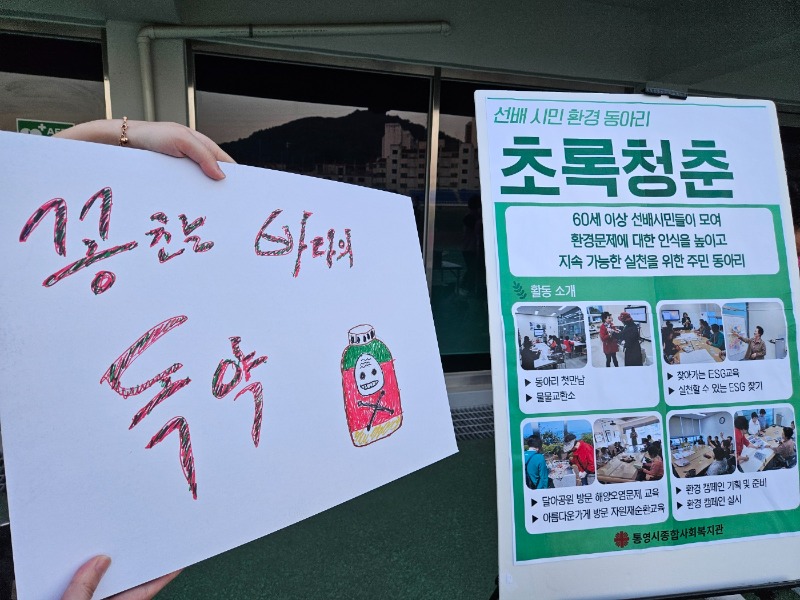 꽁초는 바다의
독약
선배 시민 환경 동아리
초록청춘
60세 이상 선배시민들이 모여
환경문제에 대한 인식을 높이고
지속 가능한 실천을 위한 주민 동아리
활동 소개
▶ 동아리 첫만남
▶ 물물교환소
▶ 찾아가는 ESG교육
▶ 실천할 수 있는 ESG 찾기
▶ 달아공원 방문 해양오염문제 교육
▶ 아름다운가게 방문 자원재순환교육
▶ 환경 캠페인 기획 및 준비
▶ 환경 캠페인 실시
통영시종합사회복지관